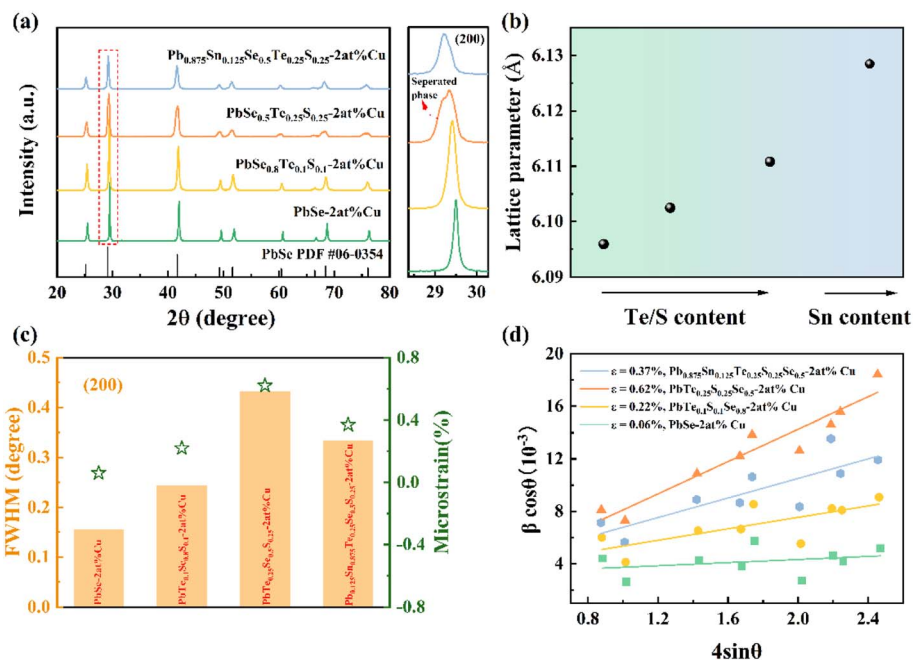 (a)
Pb0.875Sn0.125Se0.5Te0.25S0.25-2at%Cu
PbSe0.5Te0.25S0.25-2at%Cu
PbSe0.8Te0.1S0.1-2at%Cu
PbSe-2at%Cu
PbSe PDF #06-0354
Intensity (a.u.)
20 30 40 50 60 70 80
2θ (degree)
(200)
Seperated
phase
29 30
(b)
Lattice parameter (Å)
6.13
6.12
6.11
6.10
6.09
Te/S content
Sn content
(c)
(200)
FWHM (degree)
0.5
0.4
0.3
0.2
0.1
0.0
PbSe-2at%Cu
PbTe0.1Se0.8S0.1-2at%Cu
PbTe0.25Se0.5S0.25-2at%Cu
Pb0.125Sn0.875Te0.25Se0.5S0.25-2at%Cu
0.8
0.4
0.0
-0.4
-0.8
Microstrain(%)
(d)
β cosθ (10-3)
20
16
12
8
4
ε = 0.37%, Pb0.875Sn0.125Te0.25S0.25Se0.5-2at% Cu
ε = 0.62%, PbTe0.25S0.25Se0.5-2at% Cu
ε = 0.22%, PbTe0.1S0.1Se0.8-2at% Cu
ε = 0.06%, PbSe-2at% Cu
0.8 1.2 1.6 2.0 2.4
4sinθ